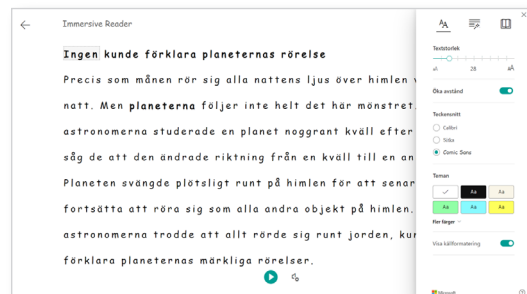 Immersive Reader
Ingen kunde förklara planeternas rörelse
Precis som månen rör sig alla nattens ljus över himlen
natt. Men planeterna följer inte helt det här mönstret.
astronomerna studerade en planet noggrant kväll efter
såg de att den ändrade riktning från en kväll till en an
Planeten svängde plötsligt runt på himlen för att senar
fortsätta att röra sig som alla andra objekt på himlen.
astronomerna trodde att allt rörde sig runt jorden, kun
förklara planeternas märkliga rörelser.
AA
Textstorlek
aA
28
aA
Öka avstånd
Teckensnitt
Calibri
Sitka
Comic Sans
Teman
Aa
Aa
Aa
Aa
Aa
Fler färger
Visa källformatering
Microsoft